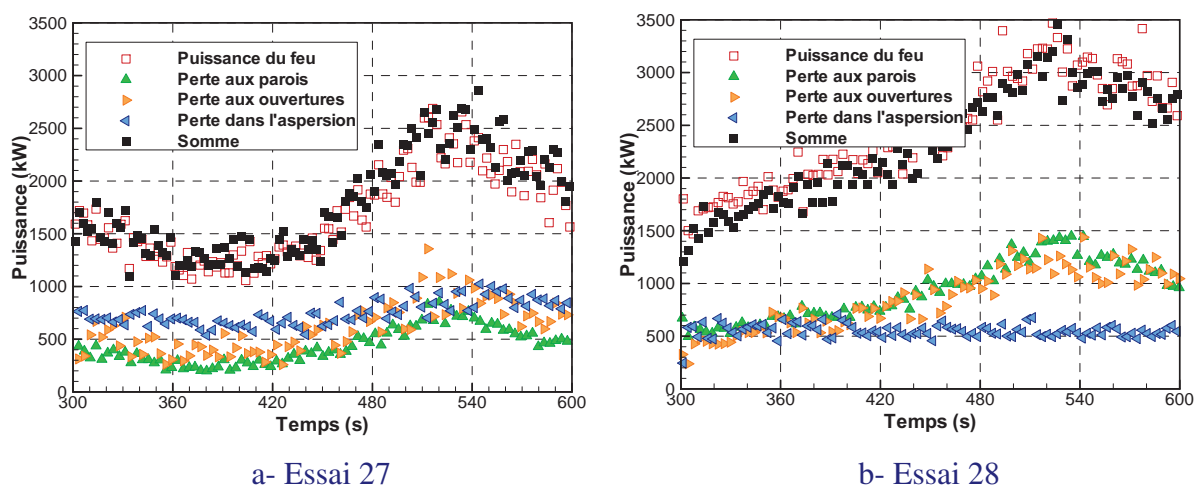 3500
3000
2500
2000
1500
1000
500
0
Puissance (kW)
Puissance du feu
Perte aux parois
Perte aux ouvertures
Perte dans l'aspersion
Somme
300 360 420 480 540 600
Temps (s)
a- Essai 27
3500
3000
2500
2000
1500
1000
500
0
Puissance (kW)
Puissance du feu
Perte aux parois
Perte aux ouvertures
Perte dans l'aspersion
Somme
300 360 420 480 540 600
Temps (s)
b- Essai 28